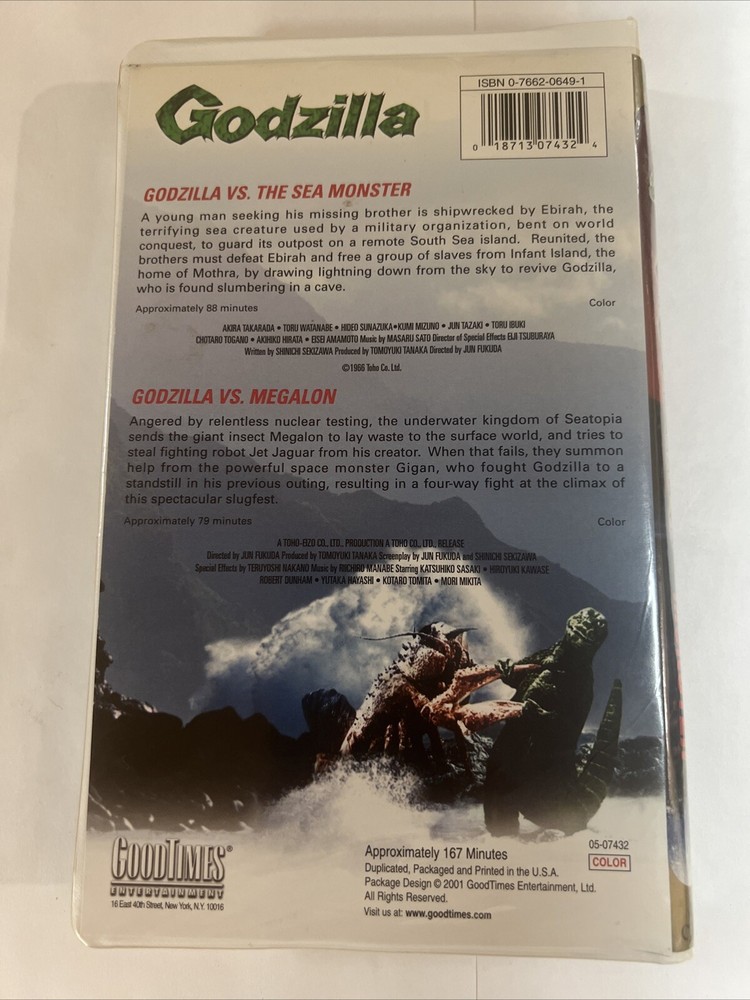 ISBN 0-7662-0649-1
0 18713 07432 4
Godzilla
GODZILLA VS. THE SEA MONSTER
A young man seeking his missing brother is shipwrecked by Ebirah, the
terrifying sea creature used by a military organization, bent on world
conquest, to guard its outpost on a remote South Sea island. Reunited, the
brothers must defeat Ebirah and free a group of slaves from Infant Island, the
home of Mothra, by drawing lightning down from the sky to revive Godzilla,
who is found slumbering in a cave.
Approximately 88 minutes
Color
AKIRA TAKARADA • TORU WATANABE • HIDEO SUNAZUKA•KUMI MIZUNO • JUN TAZAKI • TORU IBUKI
CHOTARO TOGANO • AKIHIKO HIRATA • EISEI AMAMOTO Music by MASARU SATO Director of Special Effects EIJI TSUBURAYA
Written by SHINICHI SEKIZAWA Produced by TOMOYUKI TANAKA Directed by JUN FUKUDA
©1966 Toho Co. Ltd.
GODZILLA VS. MEGALON
Angered by relentless nuclear testing, the underwater kingdom of Seatopia
sends the giant insect Megalon to lay waste to the surface world, and tries to
steal fighting robot Jet Jaguar from his creator. When that fails, they summon
help from the powerful space monster Gigan, who fought Godzilla to a
standstill in his previous outing, resulting in a four-way fight at the climax of
this spectacular slugfest.
Approximately 79 minutes
Color
A TOHO-EIZO CO., LTD. PRODUCTION A TOHO CO., LTD., RELEASE
Directed by JUN FUKUDA Produced by TOMOYUKI TANAKA Screenplay by JUN FUKUDA and SHINICHI SEKIZAWA
Special Effects by TERUYOSHI NAKANO Music by RIICHIRO MANABE Starring KATSUHIKO SASAKI • HIROYUKI KAWASE
ROBERT DUNHAM • YUTAKA HAYASHI • KOTARO TOMITA • MORI MIKITA
GOODTIMES®
ENTERTAINMENT
16 East 40th Street, New York, N.Y. 10016
Approximately 167 Minutes
Duplicated, Packaged and Printed in the U.S.A.
Package Design © 2001 GoodTimes Entertainment, Ltd.
All Rights Reserved.
Visit us at: www.goodtimes.com
05-07432
COLOR